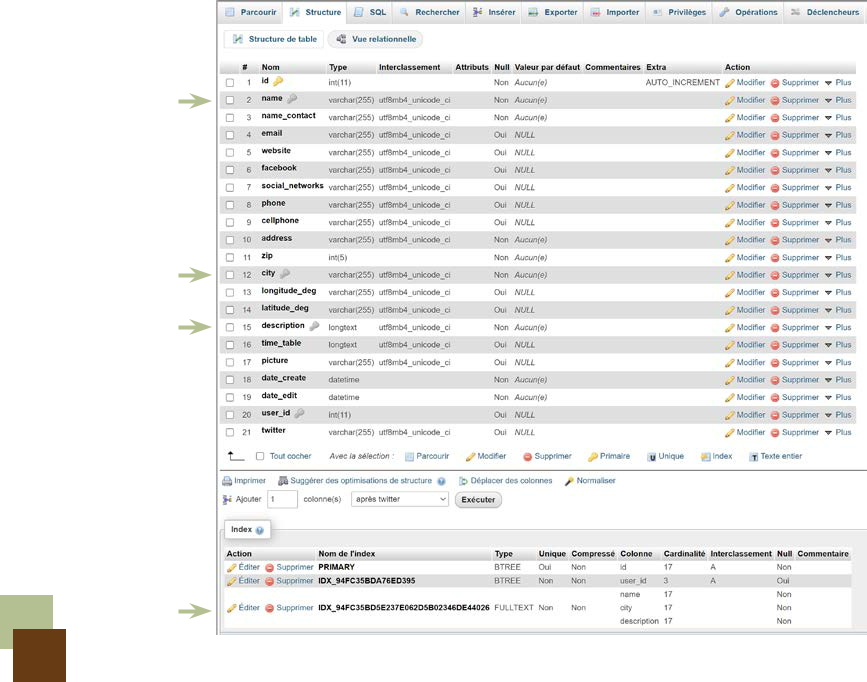 Parcourir Structure SQL Rechercher Insérer Exporter Importer Privilèges Opérations Déclencheurs
Structure de table Vue relationnelle
# Nom Type Interclassement Attributs Null Valeur par défaut Commentaires Extra Action
1 id int(11) Non Aucun(e) AUTO_INCREMENT Modifier Supprimer Plus
2 name varchar(255) utf8mb4_unicode_ci Non Aucun(e) Modifier Supprimer Plus
3 name_contact varchar(255) utf8mb4_unicode_ci Non Aucun(e) Modifier Supprimer Plus
4 email varchar(255) utf8mb4_unicode_ci Oui NULL Modifier Supprimer Plus
5 website varchar(255) utf8mb4_unicode_ci Oui NULL Modifier Supprimer Plus
6 facebook varchar(255) utf8mb4_unicode_ci Oui NULL Modifier Supprimer Plus
7 social_networks varchar(255) utf8mb4_unicode_ci Oui NULL Modifier Supprimer Plus
8 phone varchar(255) utf8mb4_unicode_ci Oui NULL Modifier Supprimer Plus
9 cellphone varchar(255) utf8mb4_unicode_ci Oui NULL Modifier Supprimer Plus
10 address varchar(255) utf8mb4_unicode_ci Non Aucun(e) Modifier Supprimer Plus
11 zip int(5) Non Aucun(e) Modifier Supprimer Plus
12 city varchar(255) utf8mb4_unicode_ci Non Aucun(e) Modifier Supprimer Plus
13 longitude_deg varchar(255) utf8mb4_unicode_ci Oui NULL Modifier Supprimer Plus
14 latitude_deg varchar(255) utf8mb4_unicode_ci Oui NULL Modifier Supprimer Plus
15 description longtext utf8mb4_unicode_ci Non Aucun(e) Modifier Supprimer Plus
16 time_table longtext utf8mb4_unicode_ci Oui NULL Modifier Supprimer Plus
17 picture varchar(255) utf8mb4_unicode_ci Oui NULL Modifier Supprimer Plus
18 date_create datetime Non Aucun(e) Modifier Supprimer Plus
19 date_edit datetime Non Aucun(e) Modifier Supprimer Plus
20 user_id int(11) Oui NULL Modifier Supprimer Plus
21 twitter varchar(255) utf8mb4_unicode_ci Oui NULL Modifier Supprimer Plus
Tout cocher Avec la sélection : Parcourir Modifier Supprimer Primaire Unique Index Texte entier
Imprimer Suggérer des optimisations de structure Déplacer des colonnes Normaliser
Ajouter 1 colonne(s) après twitter Exécuter
Index
Action Nom de l'index Type Unique Compressé Colonne Cardinalité Interclassement Null Commentaire
Éditer Supprimer PRIMARY BTREE Oui Non id 17 A Non
Éditer Supprimer IDX_94FC35BDA76ED395 BTREE Non Non user_id 3 A Oui
name 17 Non
Éditer Supprimer IDX_94FC35BD5E237E062D5B02346DE44026 FULLTEXT Non Non city 17 Non
description 17 Non